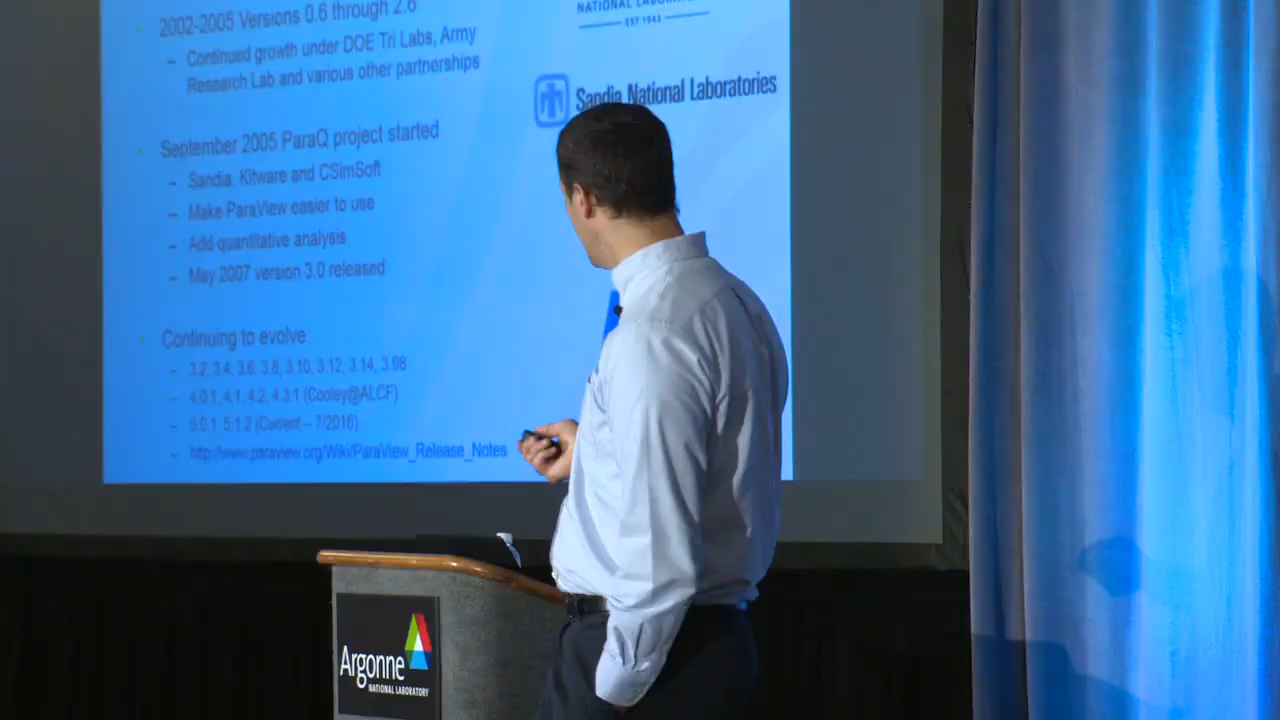 2002-2005 Versions 0.6 through 2.6
– Continued growth under DOE Tri Labs, Army
Research Lab and various other partnerships
NATIONAL LABORATORY
EST.1943
Sandia National Laboratories
September 2005 ParaQ project started
– Sandia, Kitware and CSimSoft
– Make ParaView easier to use
– Add quantitative analysis
– May 2007 version 3.0 released
Continuing to evolve
– 3.2, 3.4, 3.6, 3.8, 3.10, 3.12, 3.14, 3.98
– 4.0.1, 4.1, 4.2, 4.3.1 (Cooley@ALCF)
– 5.0.1, 5.1.2 (Current – 7/2016)
– http://www.paraview.org/Wiki/ParaView_Release_Notes
Argonne
NATIONAL LABORATORY